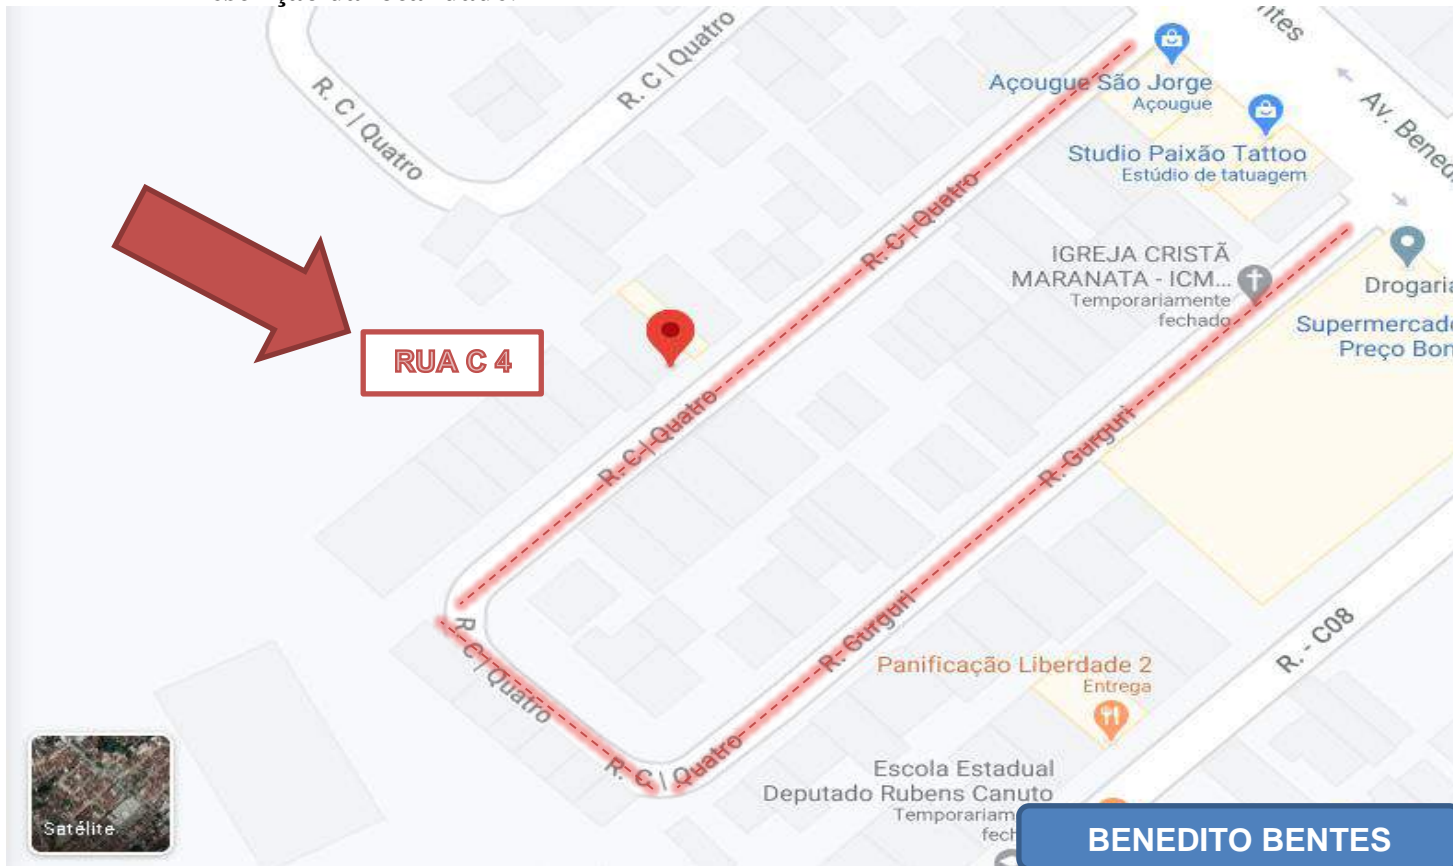 R. C | Quatro
R. C | Quatro
Açougue São Jorge
Açougue
Av. Bened
Studio Paixão Tattoo
Estúdio de tatuagem
R. C | Quatro
IGREJA CRISTÃ
MARANATA - ICM...
Temporariamente
fechado
Drogaria
Supermercad
Preço Bon
RUA C 4
R. C | Quatro
R. Gurguri
R. C | Quatro
R. Gurguri
R. - C08
Panificação Liberdade 2
Entrega
R. C | Quatro
Escola Estadual
Deputado Rubens Canuto
Temporariam
fech
Satélite
BENEDITO BENTES